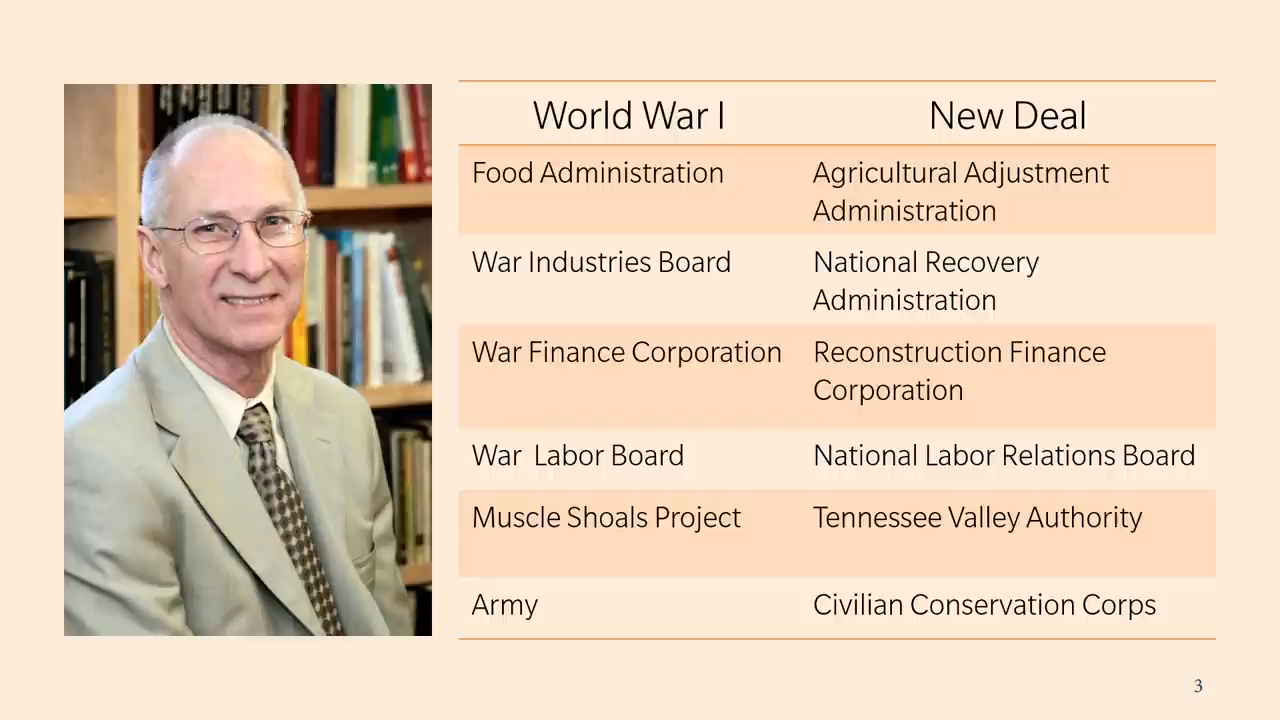 World War I New Deal
Food Administration Agricultural Adjustment
Administration
War Industries Board National Recovery
Administration
War Finance Corporation Reconstruction Finance
Corporation
War  Labor Board National Labor Relations Board
Muscle Shoals Project Tennessee Valley Authority
Army Civilian Conservation Corps
3